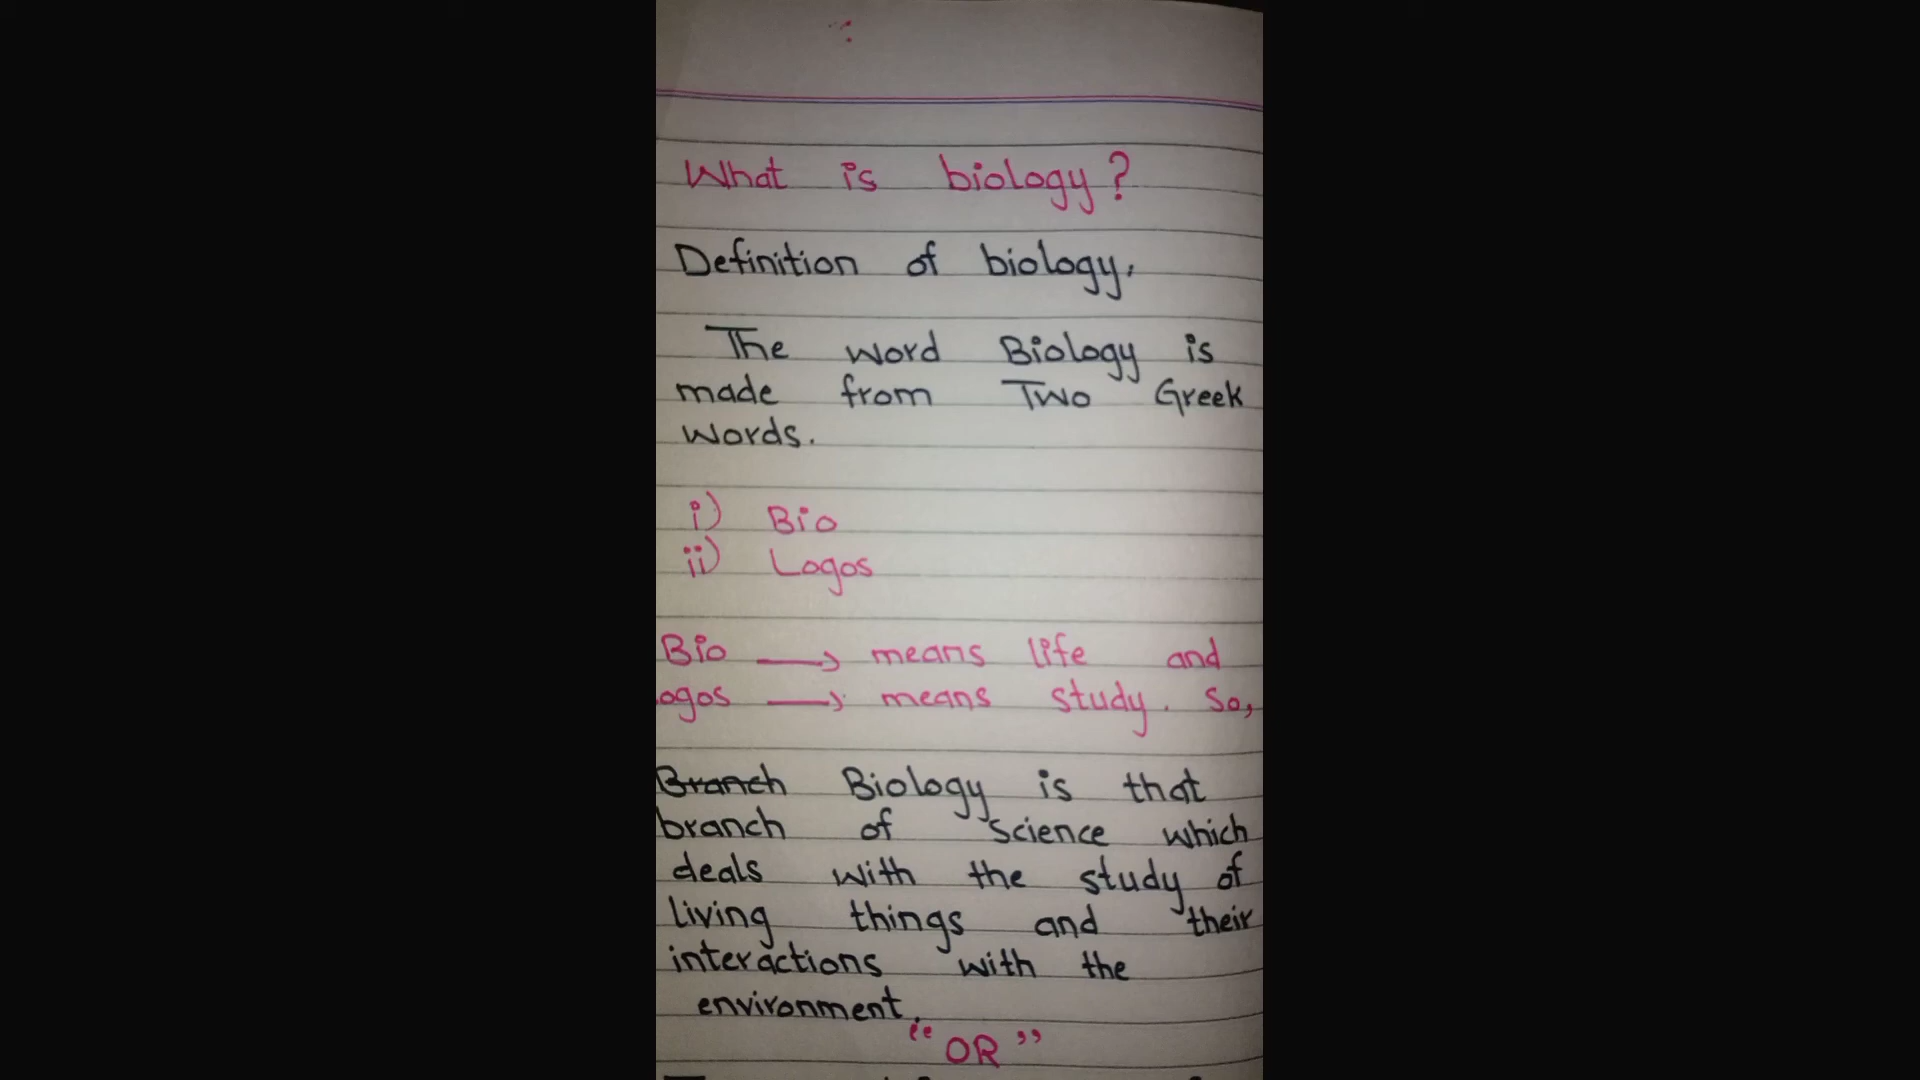 What is biology?
Definition of biology.
The word Biology is
made from Two Greek
Words.
i) Bio
ii) Logos
Bio → means life and
ogos → means study. So,
Branch Biology is that
branch of Science which
deals with the study of
living things and their
interactions with the
environment.
"OR"